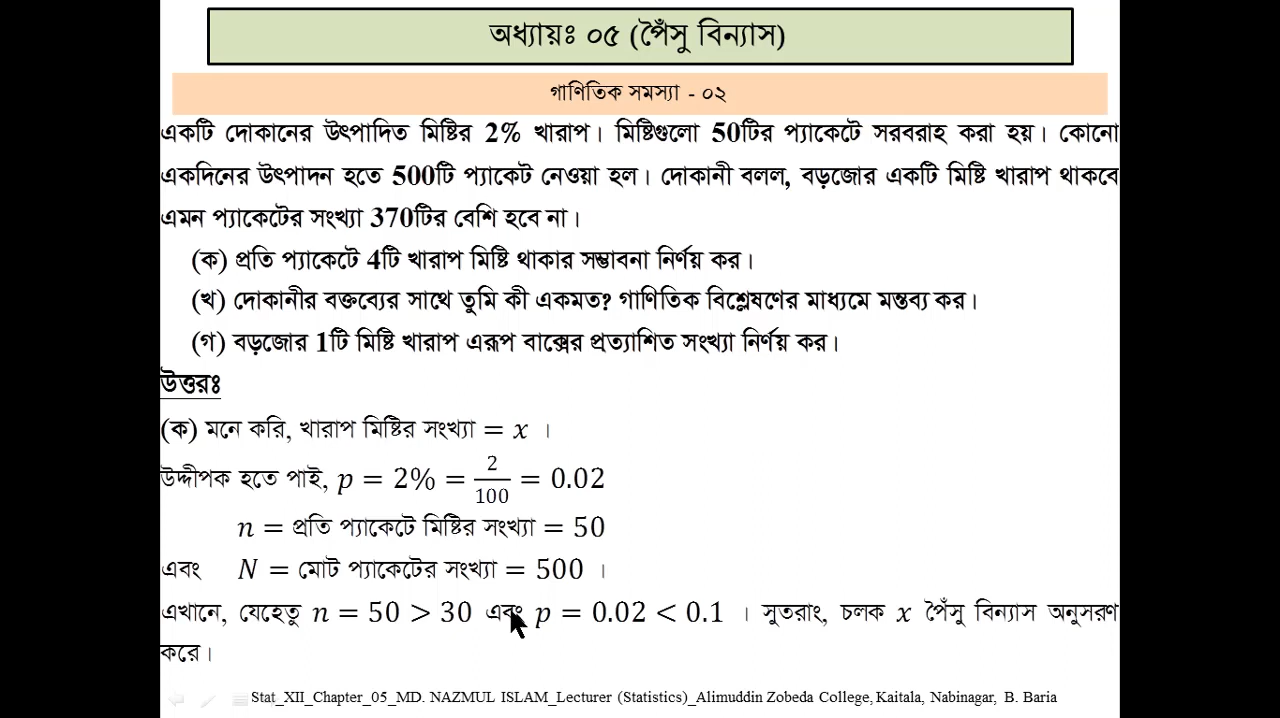 অধ্যায়ঃ ০৫ (পৈঁসু বিন্যাস)
গাণিতিক সমস্যা - ০২
একটি দোকানের উৎপাদিত মিষ্টির 2% খারাপ। মিষ্টিগুলো 50টির প্যাকেটে সরবরাহ করা হয়। কোনো
একদিনের উৎপাদন হতে 500টি প্যাকেট নেওয়া হল। দোকানী বলল, বড়জোর একটি মিষ্টি খারাপ থাকবে
এমন প্যাকেটের সংখ্যা 370টির বেশি হবে না।
(ক) প্রতি প্যাকেটে 4টি খারাপ মিষ্টি থাকার সম্ভাবনা নির্ণয় কর।
(খ) দোকানীর বক্তব্যের সাথে তুমি কী একমত? গাণিতিক বিশ্লেষণের মাধ্যমে মন্তব্য কর।
(গ) বড়জোর 1টি মিষ্টি খারাপ এরূপ বাক্সের প্রত্যাশিত সংখ্যা নির্ণয় কর।
উত্তরঃ
(ক) মনে করি, খারাপ মিষ্টির সংখ্যা = x ।
উদ্দীপক হতে পাই, p = 2% = 2/100 = 0.02
n = প্রতি প্যাকেটে মিষ্টির সংখ্যা = 50
এবং N = মোট প্যাকেটের সংখ্যা = 500 ।
এখানে, যেহেতু n = 50 > 30 এবং p = 0.02 < 0.1 । সুতরাং, চলক x পৈঁসু বিন্যাস অনুসরণ
করে।
Stat_XII_Chapter_05_MD. NAZMUL ISLAM_Lecturer (Statistics)_Alimuddin Zobeda College, Kaitala, Nabinagar, B. Baria